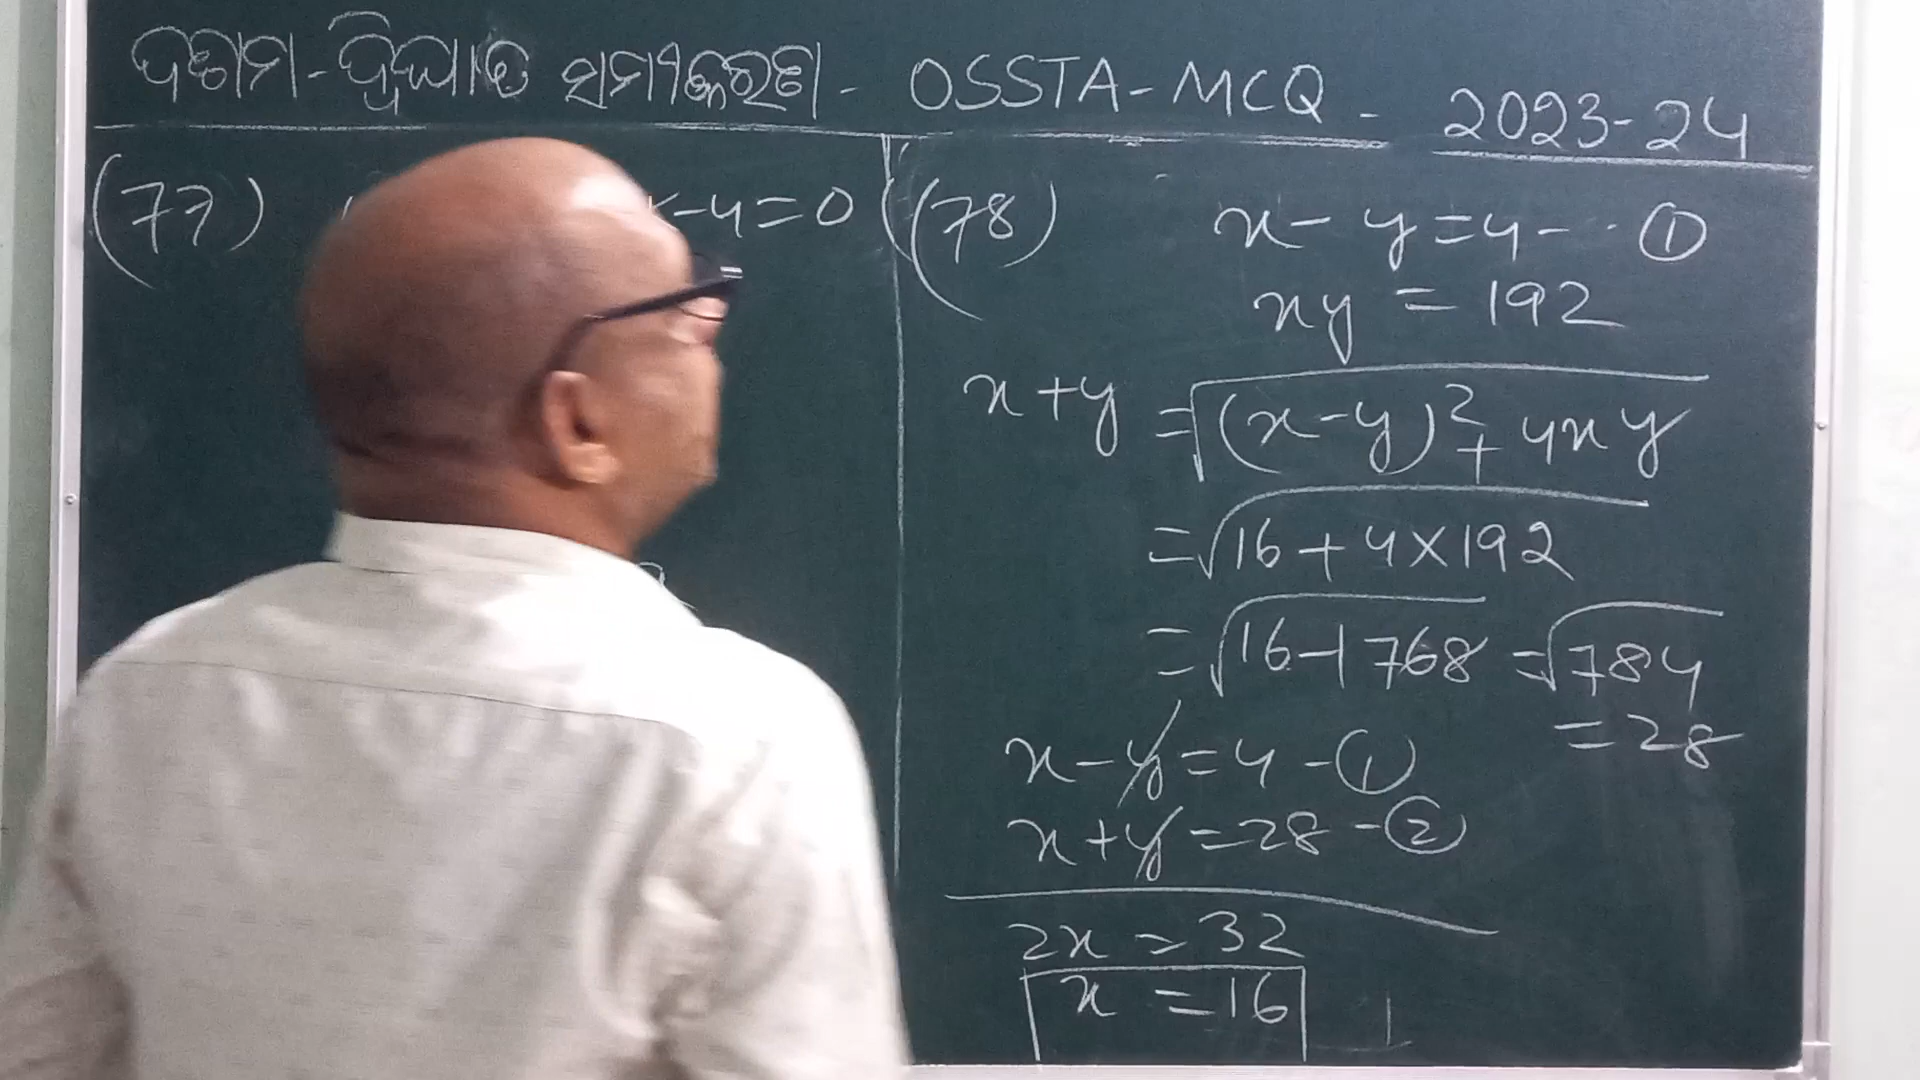 ଦଶମ - ଦ୍ଵିଘାତ ସମୀକରଣ - OSSTA - MCQ - 2023-24
(77) -4=0
(78) x - y = 4 - - ①
xy = 192
x + y = √(x-y)² + 4xy
= √16 + 4×192
= √16 + 768 = √784
= 28
x - y = 4 - ①
x + y = 28 - ②
2x = 32
x = 16